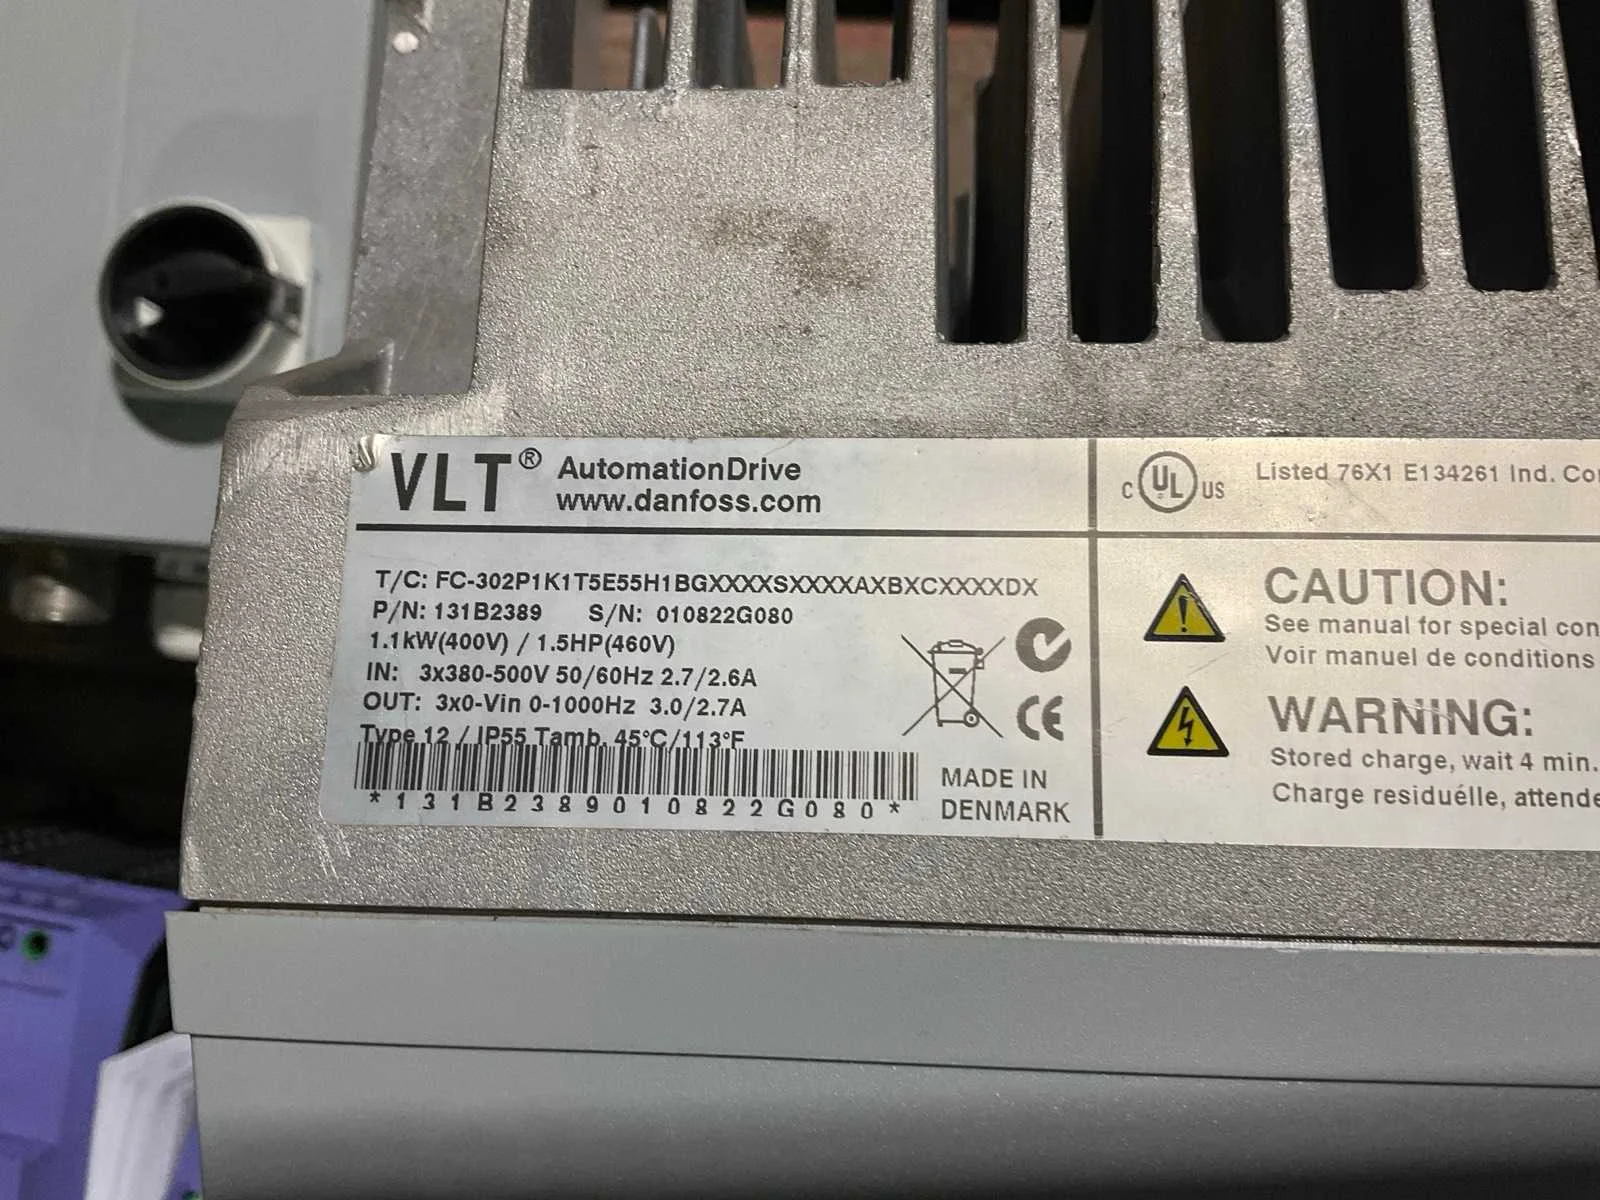 VLT® AutomationDrive
www.danfoss.com
T/C: FC-302P1K1T5E55H1BGXXXXSXXXXAXBXCXXXXDX
P/N: 131B2389 S/N: 010822G080
1.1kW(400V) / 1.5HP(460V)
IN: 3x380-500V 50/60Hz 2.7/2.6A
OUT: 3x0-Vin 0-1000Hz 3.0/2.7A
Type 12 / IP55 Tamb. 45°C/113°F
*131B2389010822G080*
MADE IN
DENMARK
CE
C UL US
Listed 76X1 E134261 Ind. Co
CAUTION:
See manual for special con
Voir manuel de conditions
WARNING:
Stored charge, wait 4 min.
Charge residuélle, attende